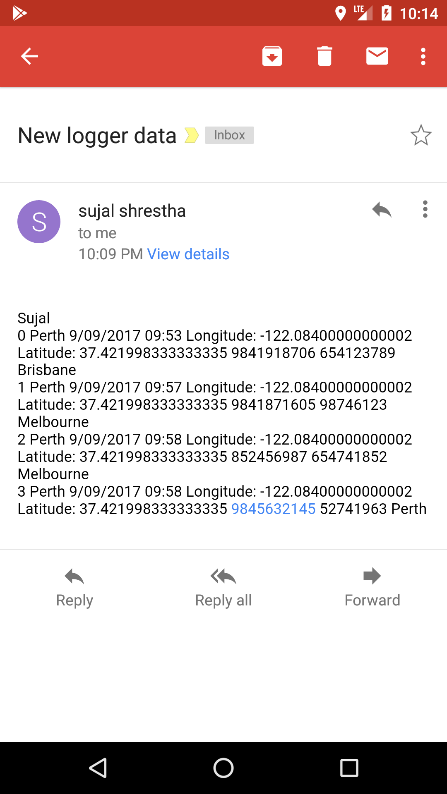 LTE 10:14
New logger data Inbox
S
sujal shrestha
to me
10:09 PM View details
Sujal
0 Perth 9/09/2017 09:53 Longitude: -122.08400000000002
Latitude: 37.421998333333335 9841918706 654123789
Brisbane
1 Perth 9/09/2017 09:57 Longitude: -122.08400000000002
Latitude: 37.421998333333335 9841871605 98746123
Melbourne
2 Perth 9/09/2017 09:58 Longitude: -122.08400000000002
Latitude: 37.421998333333335 852456987 654741852
Melbourne
3 Perth 9/09/2017 09:58 Longitude: -122.08400000000002
Latitude: 37.421998333333335 9845632145 52741963 Perth
Reply Reply all Forward